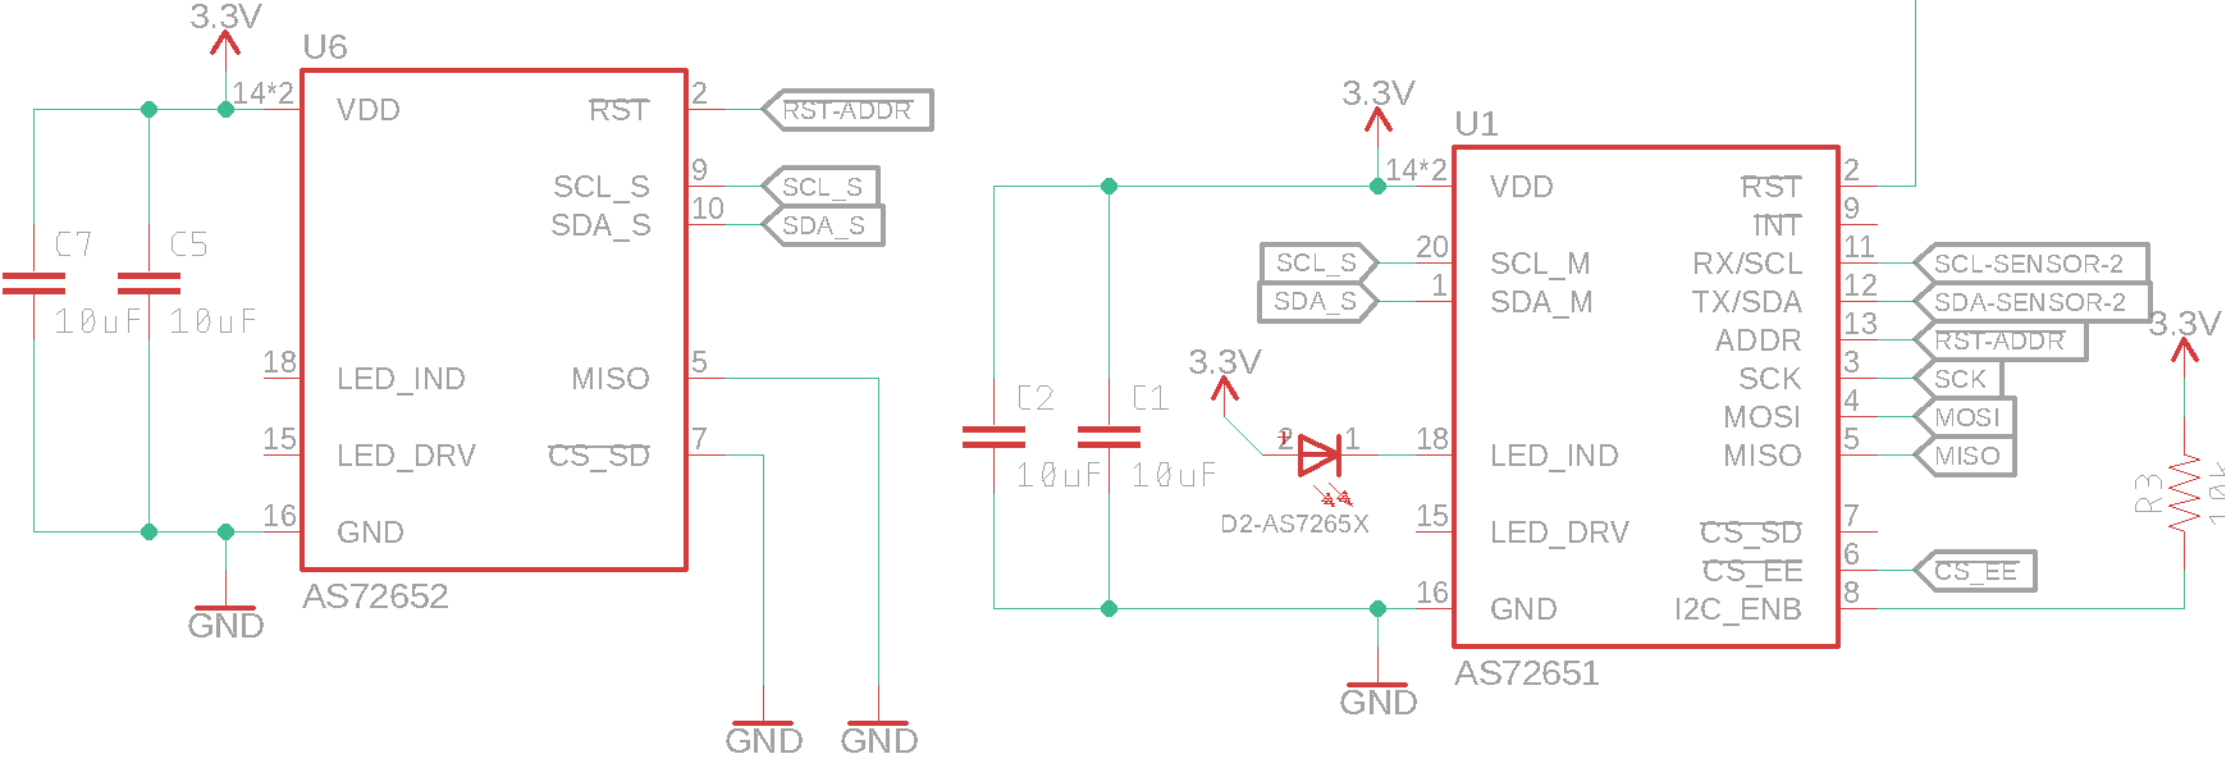 3.3V
U6
14*2
VDD
RST
2
RST-ADDR
SCL_S
9
SCL_S
SDA_S
10
SDA_S
C7
10uF
C5
10uF
18
LED_IND
MISO
5
15
LED_DRV
CS_SD
7
16
GND
AS72652
GND
GND
GND
3.3V
U1
14*2
VDD
RST
2
INT
9
SCL_S
20
SCL_M
RX/SCL
11
SCL-SENSOR-2
SDA_S
1
SDA_M
TX/SDA
12
SDA-SENSOR-2
ADDR
13
RST-ADDR
SCK
3
SCK
MOSI
4
MOSI
3.3V
2
1
18
LED_IND
MISO
5
MISO
D2-AS7265X
C2
10uF
C1
10uF
15
LED_DRV
CS_SD
7
CS_EE
6
CS_EE
16
GND
I2C_ENB
8
AS72651
GND
3.3V
R3
10k